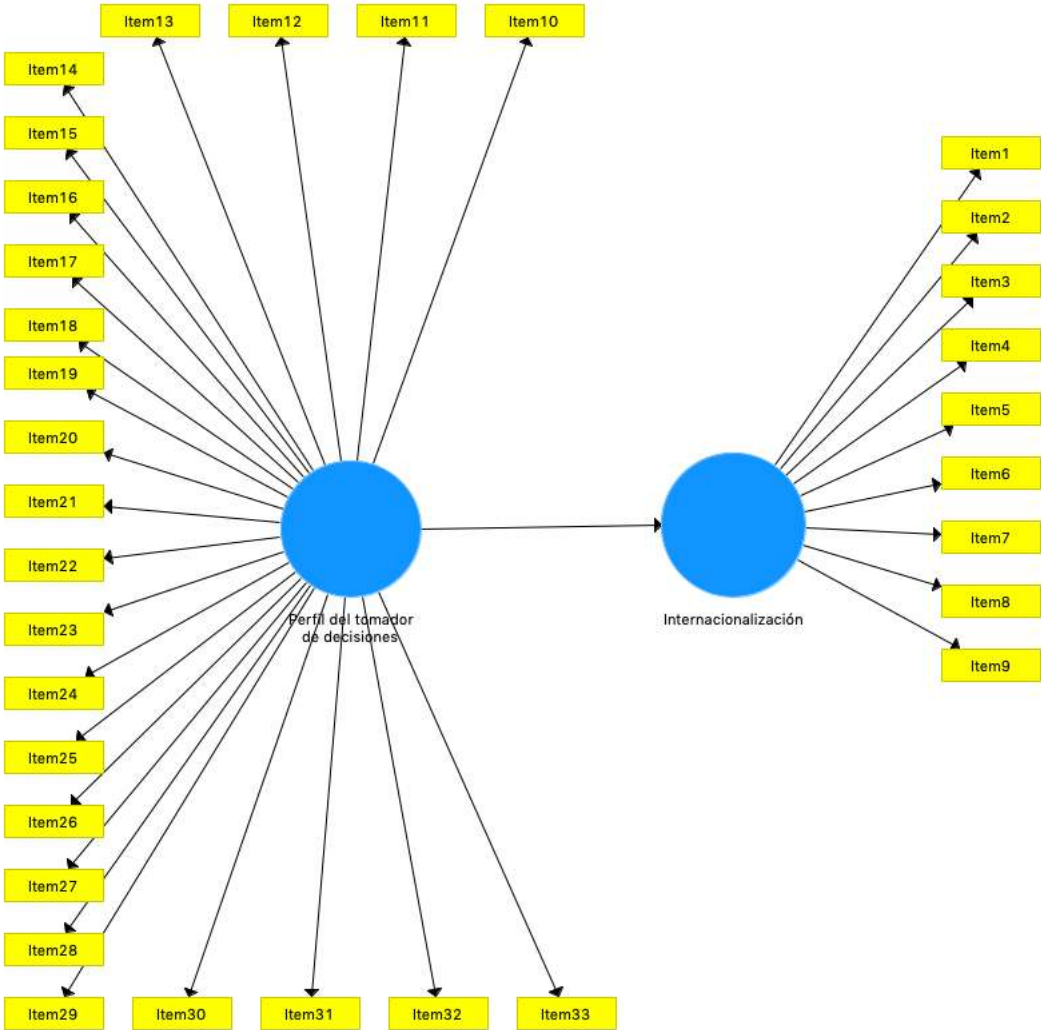 Item13
Item12
Item11
Item10
Item14
Item15
Item16
Item17
Item18
Item19
Item20
Item21
Item22
Item23
Item24
Item25
Item26
Item27
Item28
Item29
Item30
Item31
Item32
Item33
Perfil del tomador
de decisiones
Internacionalización
Item1
Item2
Item3
Item4
Item5
Item6
Item7
Item8
Item9